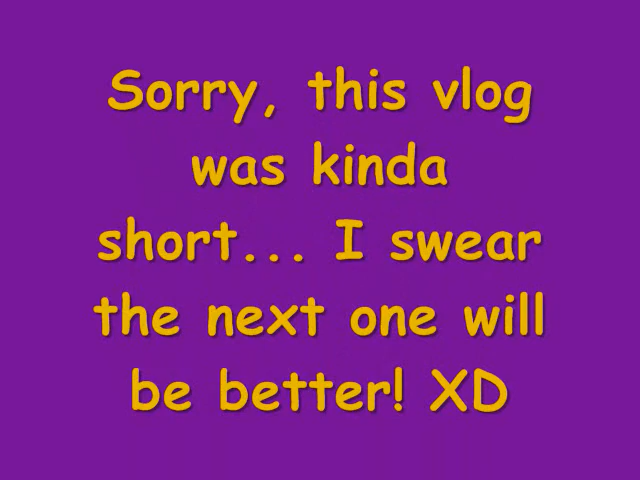 Sorry, this vlog
was kinda
short... I swear
the next one will
be better! XD